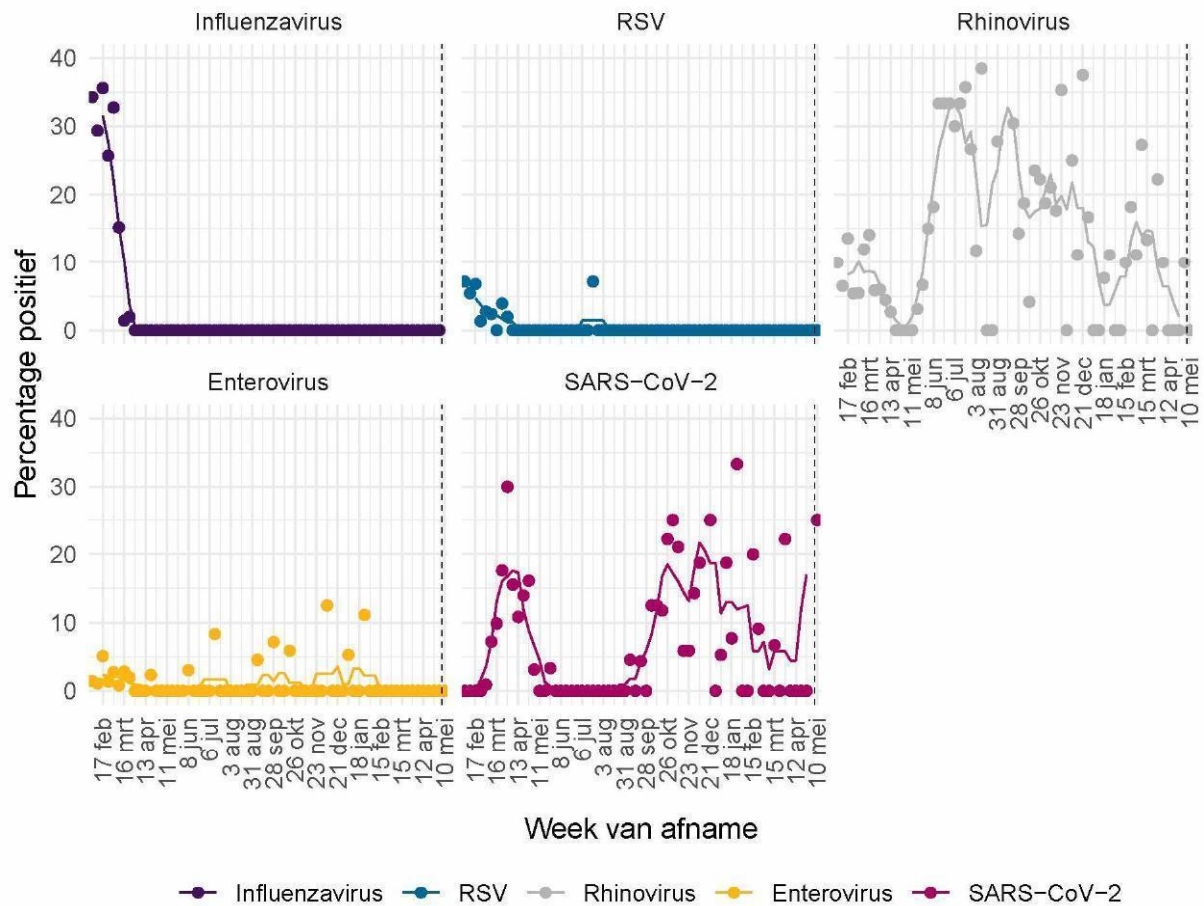 Influenzavirus
RSV
Rhinovirus
40
30
20
10
0
Percentage positief
17 feb
16 mrt
13 apr
11 mei
8 jun
6 jul
3 aug
31 aug
28 sep
26 okt
23 nov
21 dec
18 jan
15 feb
15 mrt
12 apr
10 mei
Enterovirus
SARS-CoV-2
40
30
20
10
0
17 feb
16 mrt
13 apr
11 mei
8 jun
6 jul
3 aug
31 aug
28 sep
26 okt
23 nov
21 dec
18 jan
15 feb
15 mrt
12 apr
10 mei
17 feb
16 mrt
13 apr
11 mei
8 jun
6 jul
3 aug
31 aug
28 sep
26 okt
23 nov
21 dec
18 jan
15 feb
15 mrt
12 apr
10 mei
Week van afname
Influenzavirus RSV Rhinovirus Enterovirus SARS-CoV-2